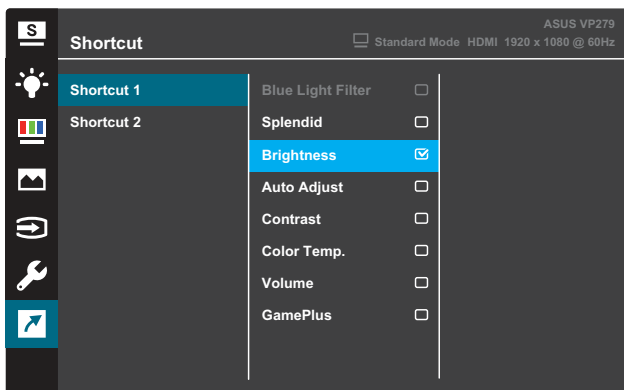 S
ASUS VP279
Shortcut
Standard Mode HDMI 1920 x 1080 @ 60Hz
Shortcut 1
Shortcut 2
Blue Light Filter
Splendid
Brightness
Auto Adjust
Contrast
Color Temp.
Volume
GamePlus